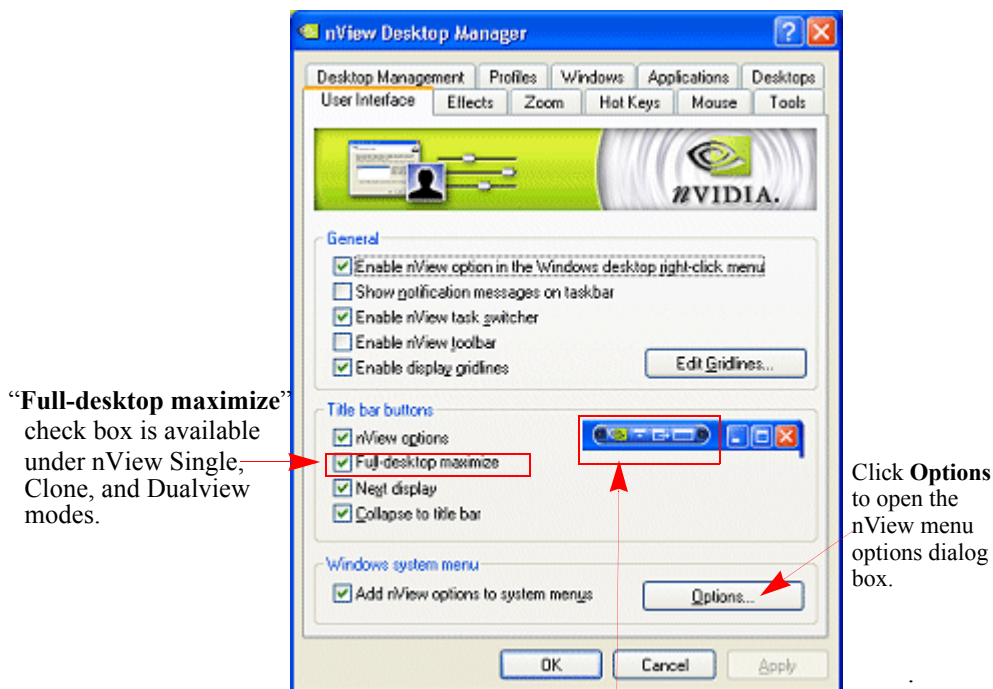 nView Desktop Manager
Desktop Management Profiles Windows Applications Desktops
User Interface Effects Zoom Hot Keys Mouse Tools
nVIDIA.
General
Enable nView option in the Windows desktop right-click menu
Show notification messages on taskbar
Enable nView task switcher
Enable nView toolbar
Enable display gridlines
Edit Gridlines...
“Full-desktop maximize”
check box is available
under nView Single,
Clone, and Dualview
modes.
Title bar buttons
nView options
Full-desktop maximize
Next display
Collapse to title bar
Click Options
to open the
nView menu
options dialog
box.
Windows system menu
Add nView options to system menus
Options...
OK Cancel Apply
.